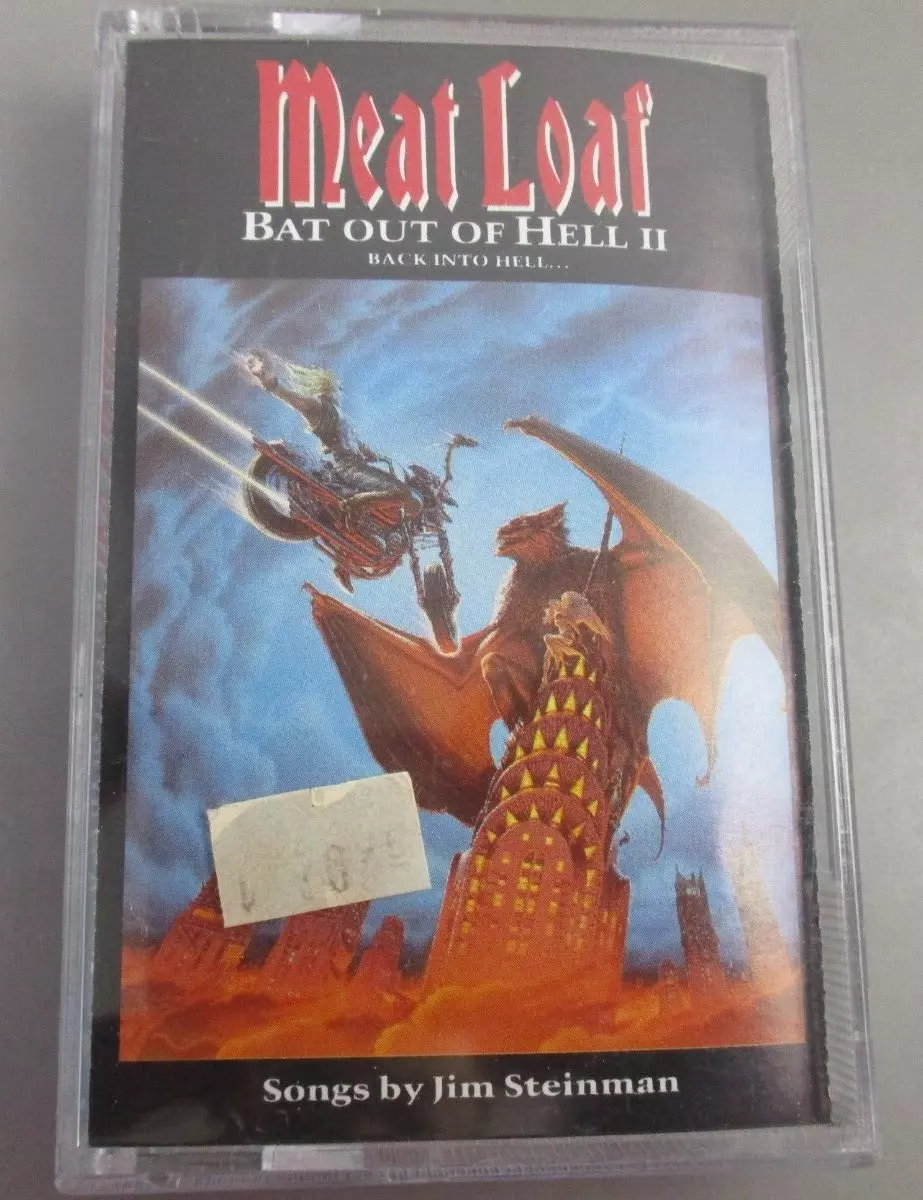 Meat Loaf
BAT OUT OF HELL II
BACK INTO HELL...
Songs by Jim Steinman